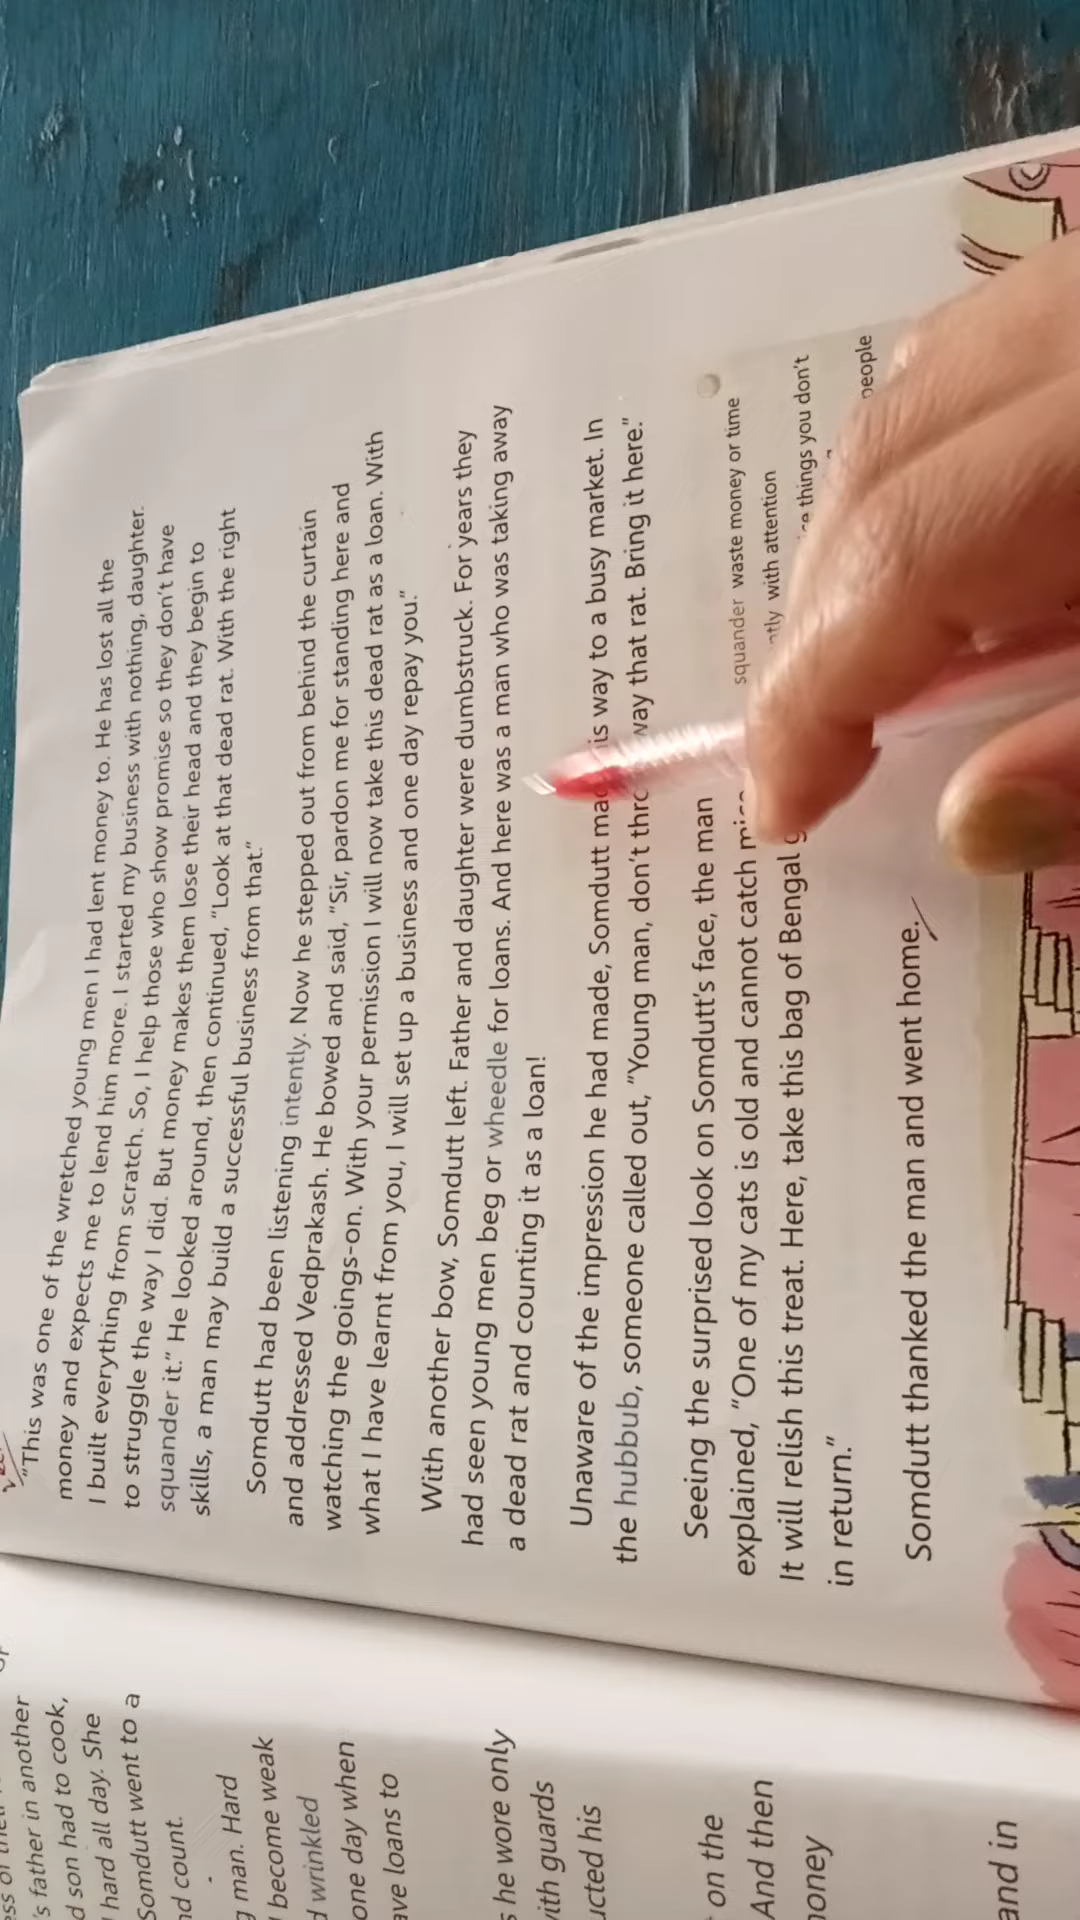 "This was one of the wretched young men I had lent money to. He has lost all the
money and expects me to lend him more. I started my business with nothing, daughter.
I built everything from scratch. So, I help those who show promise so they don't have
to struggle the way I did. But money makes them lose their head and they begin to
squander it." He looked around, then continued, "Look at that dead rat. With the right
skills, a man may build a successful business from that."
Somdutt had been listening intently. Now he stepped out from behind the curtain
and addressed Vedprakash. He bowed and said, "Sir, pardon me for standing here and
watching the goings-on. With your permission I will now take this dead rat as a loan. With
what I have learnt from you, I will set up a business and one day repay you."
With another bow, Somdutt left. Father and daughter were dumbstruck. For years they
had seen young men beg or wheedle for loans. And here was a man who was taking away
a dead rat and counting it as a loan!
Unaware of the impression he had made, Somdutt is way to a busy market. In
the hubbub, someone called out, "Young man, don't that rat. Bring it here."
Seeing the surprised look on Somdutt's face, the man
explained, "One of my cats is old and cannot catch
It will relish this treat. Here, take this bag of Bengal
in return."
Somdutt thanked the man and went home.
squander waste money or time
with attention
things you don't
people
's father in another
d son had to cook,
hard all day. She
Somdutt went to a
count.
man. Hard
become weak
wrinkled
one day when
loans to
he wore only
with guards
his
on the
And then
and in